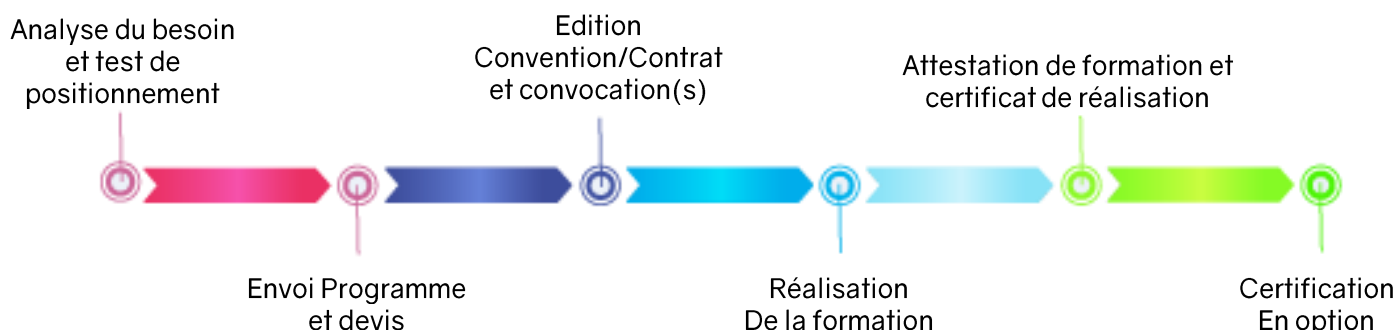 Analyse du besoin
et test de
positionnement
Envoi Programme
et devis
Edition
Convention/Contrat
et convocation(s)
Réalisation
De la formation
Attestation de formation et
certificat de réalisation
Certification
En option